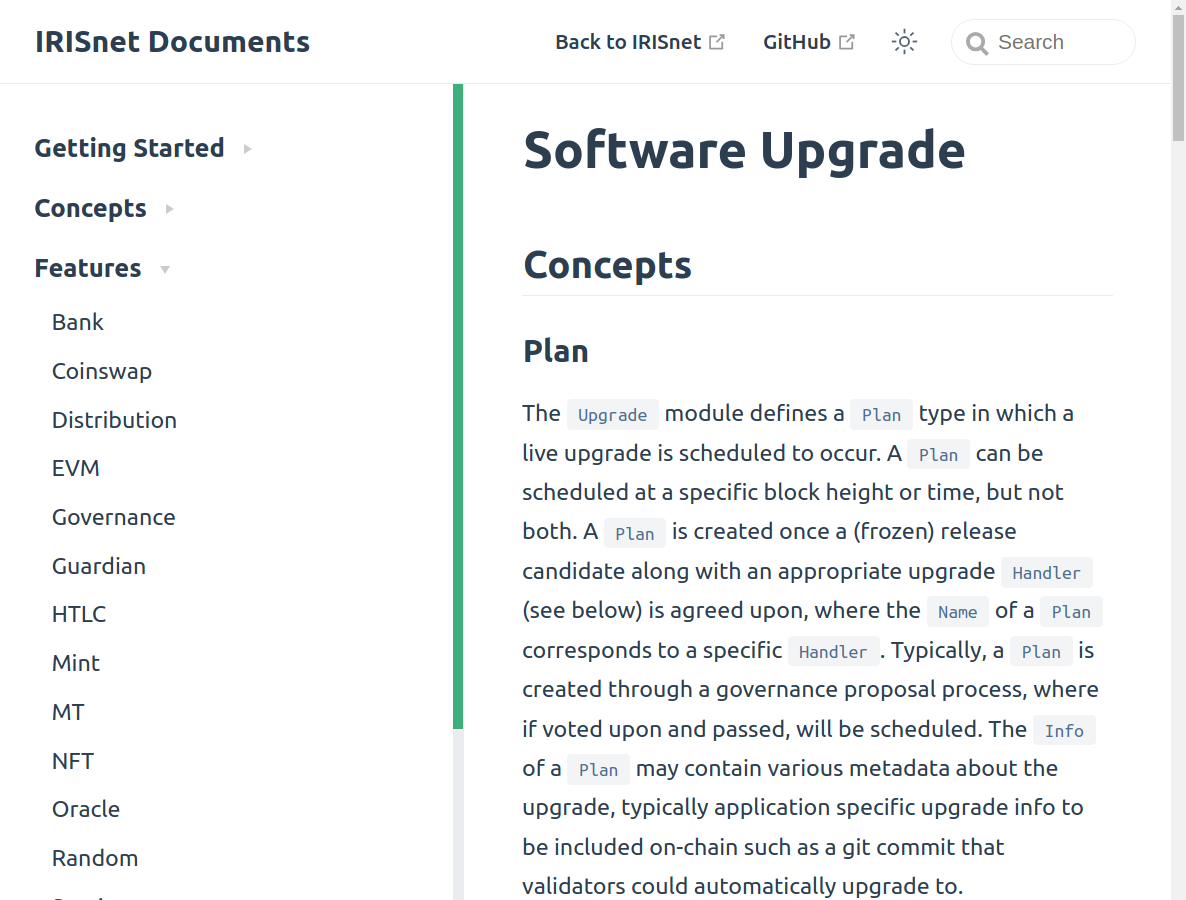 IRISnet Documents
Back to IRISnet
GitHub
Search
Getting Started
Concepts
Features
Bank
Coinswap
Distribution
EVM
Governance
Guardian
HTLC
Mint
MT
NFT
Oracle
Random
Software Upgrade
Concepts
Plan
The Upgrade module defines a Plan type in which a
live upgrade is scheduled to occur. A Plan can be
scheduled at a specific block height or time, but not
both. A Plan is created once a (frozen) release
candidate along with an appropriate upgrade Handler
(see below) is agreed upon, where the Name of a Plan
corresponds to a specific Handler. Typically, a Plan is
created through a governance proposal process, where
if voted upon and passed, will be scheduled. The Info
of a Plan may contain various metadata about the
upgrade, typically application specific upgrade info to
be included on-chain such as a git commit that
validators could automatically upgrade to.